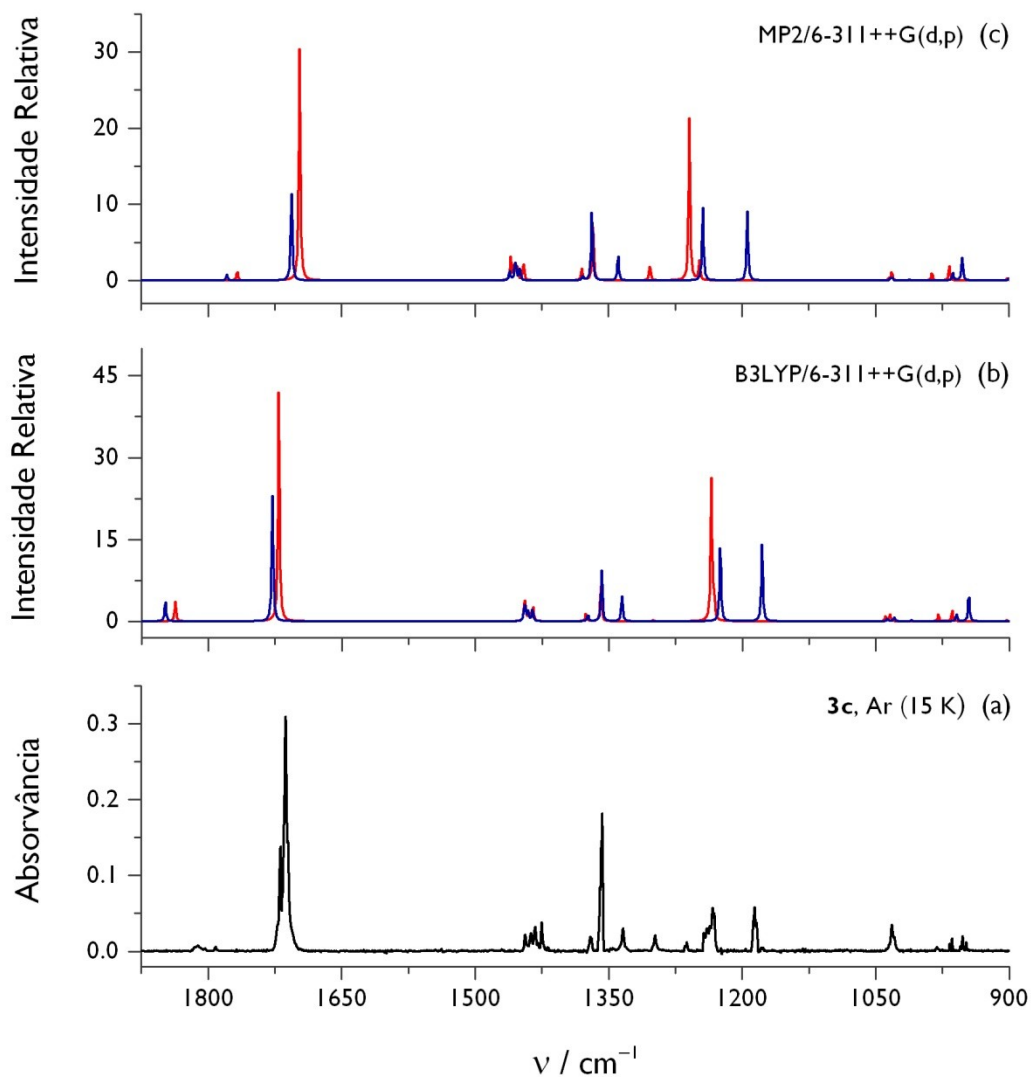 MP2/6-311++G(d,p) (c)
Intensidade Relativa
30
20
10
0
B3LYP/6-311++G(d,p) (b)
Intensidade Relativa
45
30
15
0
3c, Ar (15 K) (a)
Absorvância
0.3
0.2
0.1
0.0
1800 1650 1500 1350 1200 1050 900
ν / cm⁻¹